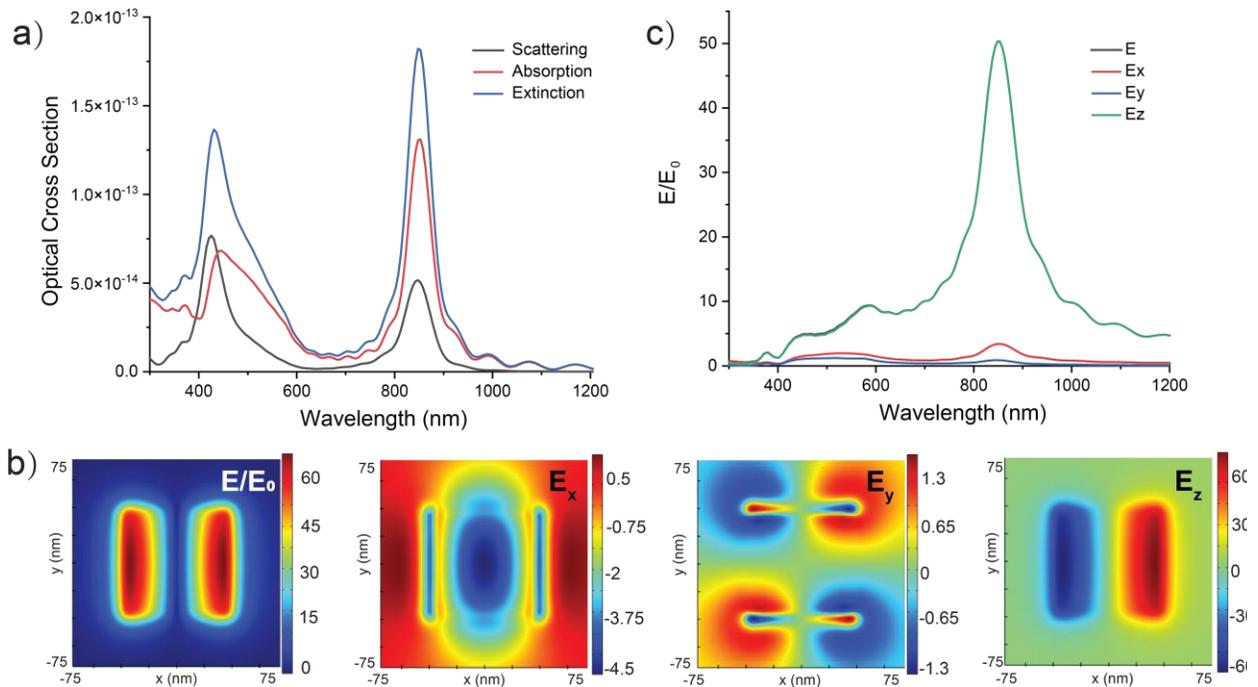 a)
2.0×10⁻¹³
1.5×10⁻¹³
1.0×10⁻¹³
5.0×10⁻¹⁴
0.0
Optical Cross Section
400
600
800
1000
1200
Wavelength (nm)
Scattering
Absorption
Extinction
c)
50
40
30
20
10
0
E/E₀
400
600
800
1000
1200
Wavelength (nm)
E
Ex
Ey
Ez
b)
75
y (nm)
-75
-75
x (nm)
75
E/E₀
60
45
30
15
0
75
y (nm)
-75
-75
x (nm)
75
Eₓ
0.5
-0.75
-2
-3.75
-4.5
75
y (nm)
-75
-75
x (nm)
75
Ey
1.3
0.65
0
-0.65
-1.3
75
y (nm)
-75
-75
x (nm)
75
Ez
60
30
0
-30
-60